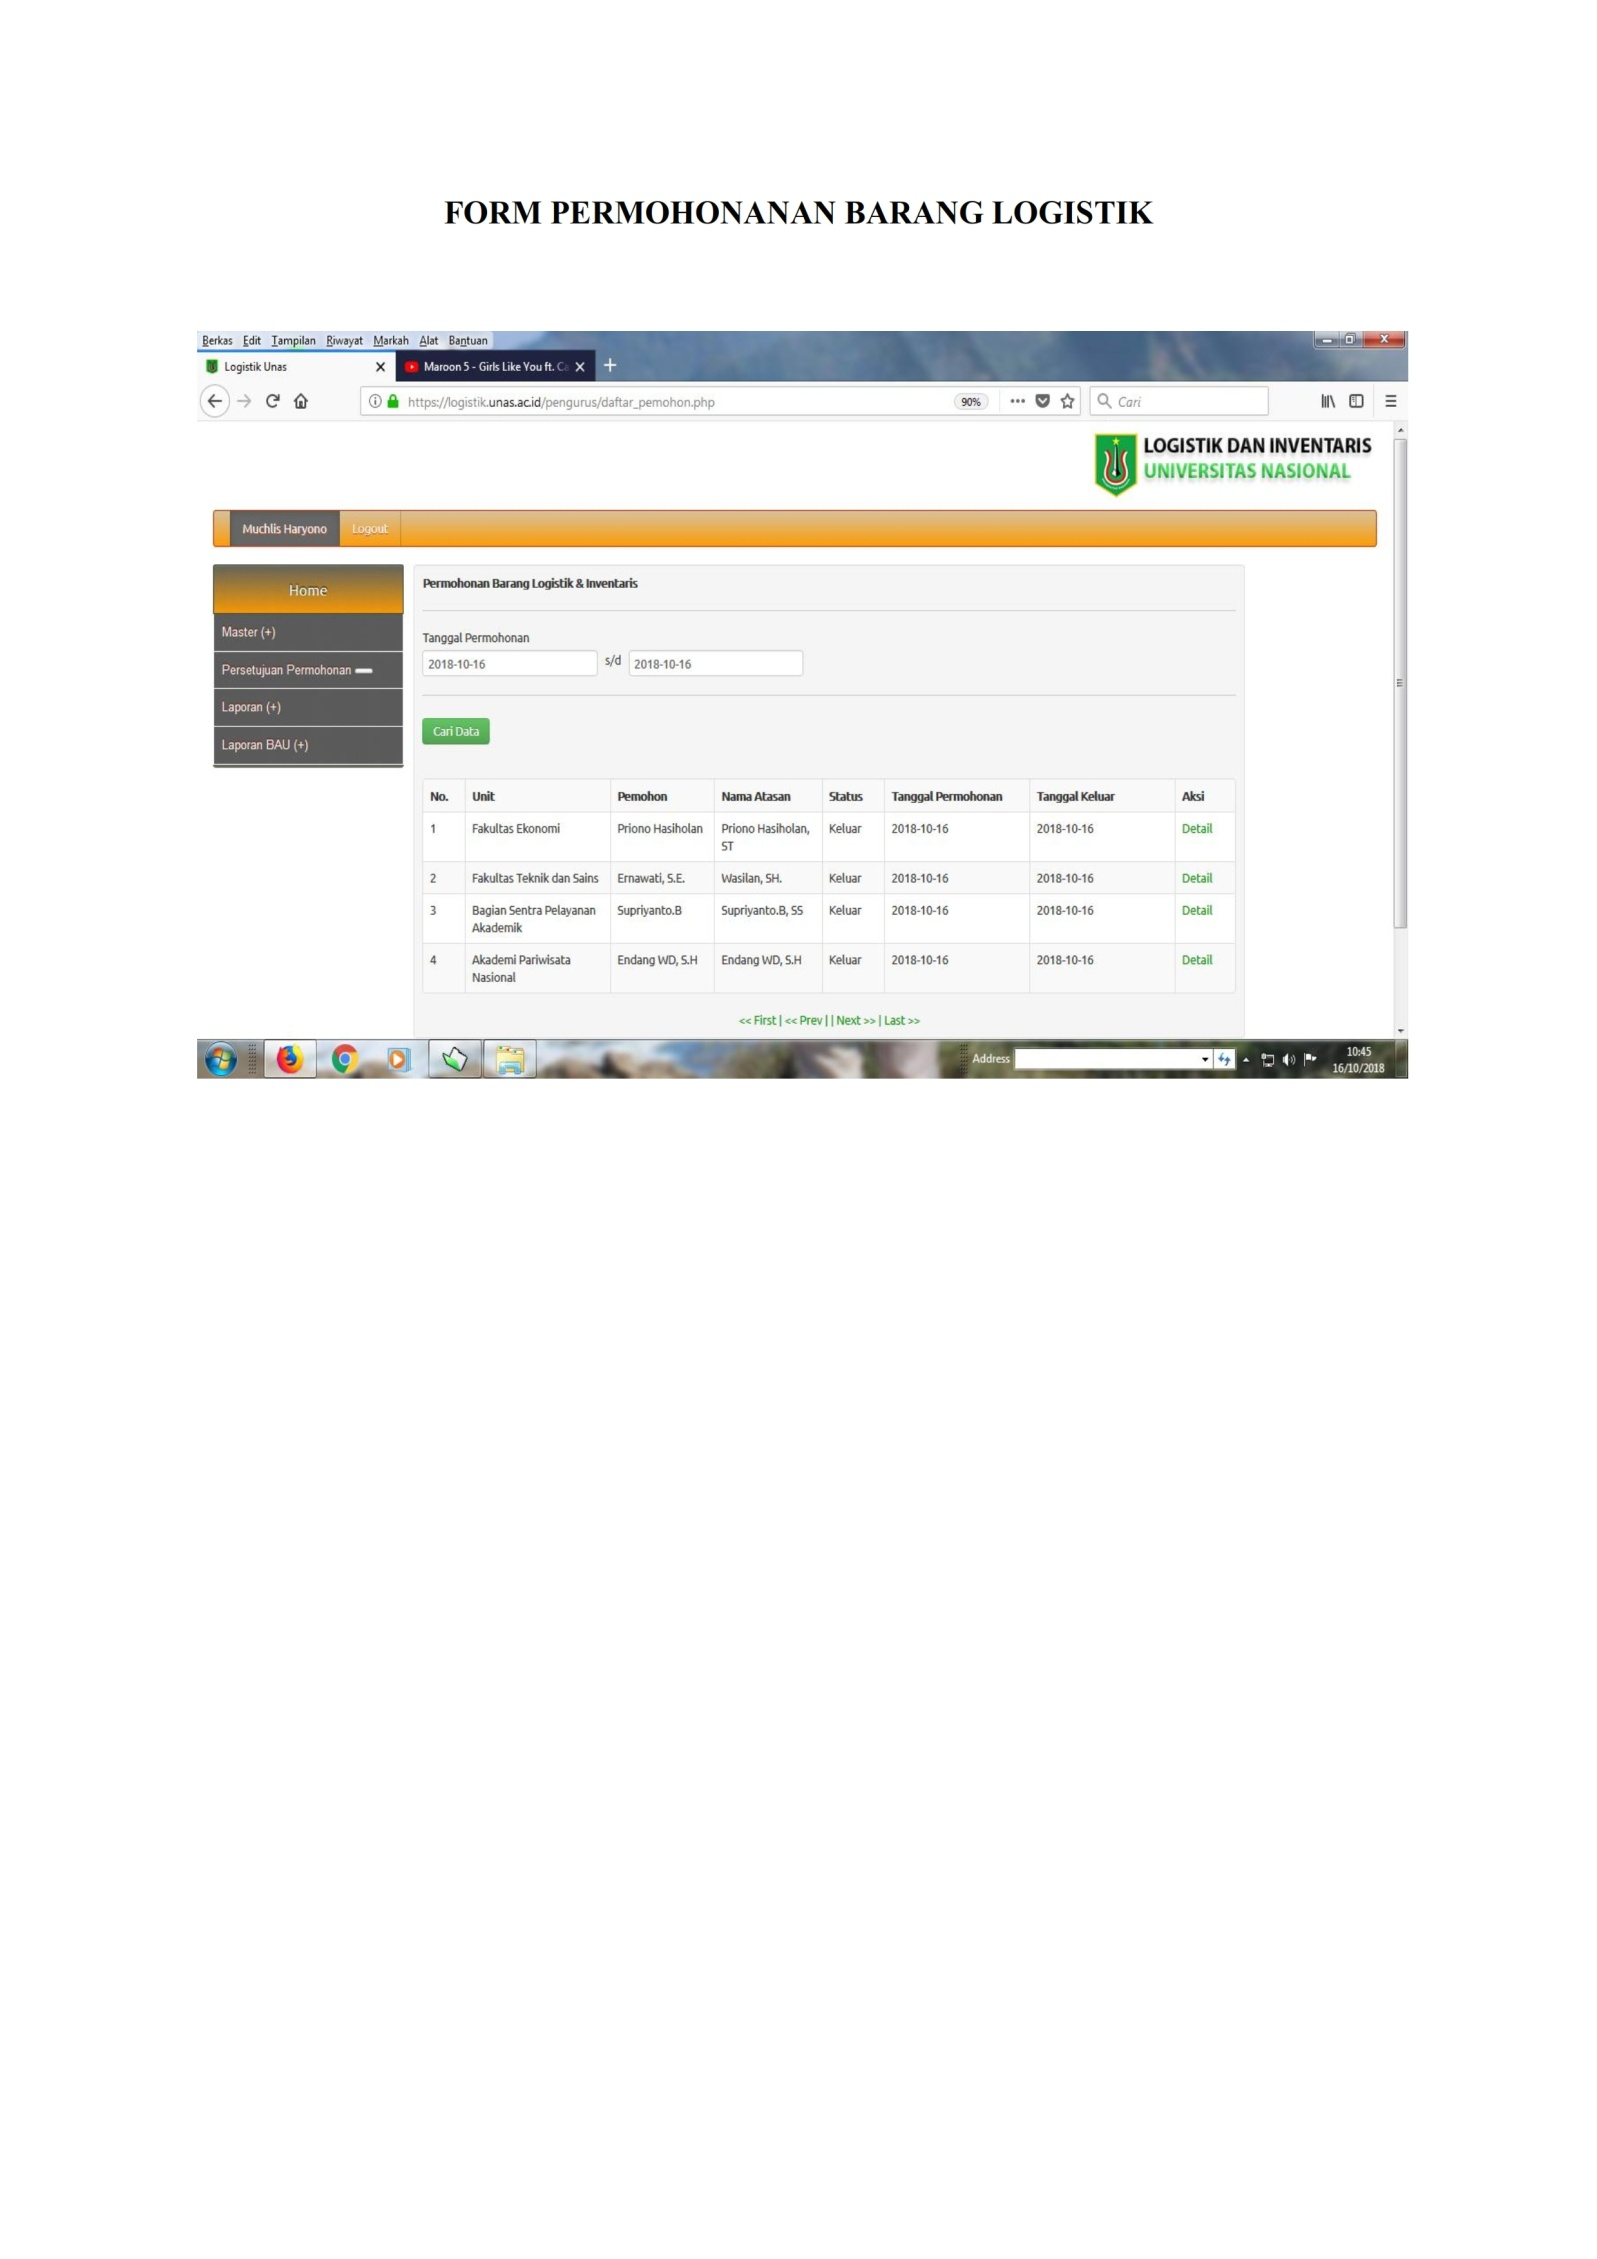 FORM PERMOHONANAN BARANG LOGISTIK
Berkas Edit Tampilan Riwayat Markah Alat Bantuan
Logistik Unas
Maroon 5 - Girls Like You ft. Ca
https://logistik.unas.ac.id/pengurus/daftar_pemohon.php
90%
Cari
LOGISTIK DAN INVENTARIS
UNIVERSITAS NASIONAL
Muchlis Haryono Logout
Home
Master (+)
Persetujuan Permohonan
Laporan (+)
Laporan BAU (+)
Permohonan Barang Logistik & Inventaris
Tanggal Permohonan
2018-10-16 s/d 2018-10-16
Cari Data
No. Unit Pemohon Nama Atasan Status Tanggal Permohonan Tanggal Keluar Aksi
1 Fakultas Ekonomi Priono Hasiholan Priono Hasiholan, Keluar 2018-10-16 2018-10-16 Detail
ST
2 Fakultas Teknik dan Sains Ernawati, S.E. Wasilan, SH. Keluar 2018-10-16 2018-10-16 Detail
3 Bagian Sentra Pelayanan Supriyanto.B Supriyanto.B, SS Keluar 2018-10-16 2018-10-16 Detail
Akademik
4 Akademi Pariwisata Endang WD, S.H Endang WD, S.H Keluar 2018-10-16 2018-10-16 Detail
Nasional
<< First | << Prev | | Next >> | Last >>
Address
10:45
16/10/2018